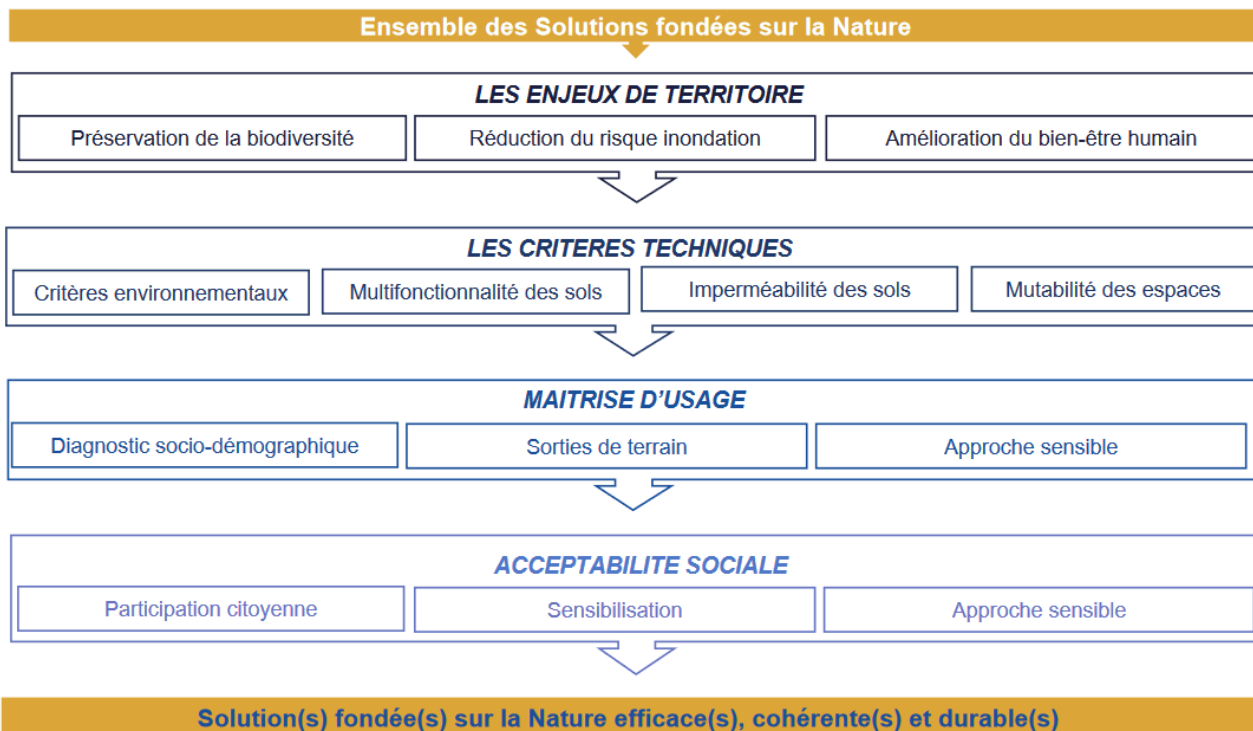 Ensemble des Solutions fondées sur la Nature
LES ENJEUX DE TERRITOIRE
Préservation de la biodiversité
Réduction du risque inondation
Amélioration du bien-être humain
LES CRITERES TECHNIQUES
Critères environnementaux
Multifonctionnalité des sols
Imperméabilité des sols
Mutabilité des espaces
MAITRISE D'USAGE
Diagnostic socio-démographique
Sorties de terrain
Approche sensible
ACCEPTABILITE SOCIALE
Participation citoyenne
Sensibilisation
Approche sensible
Solution(s) fondée(s) sur la Nature efficace(s), cohérente(s) et durable(s)